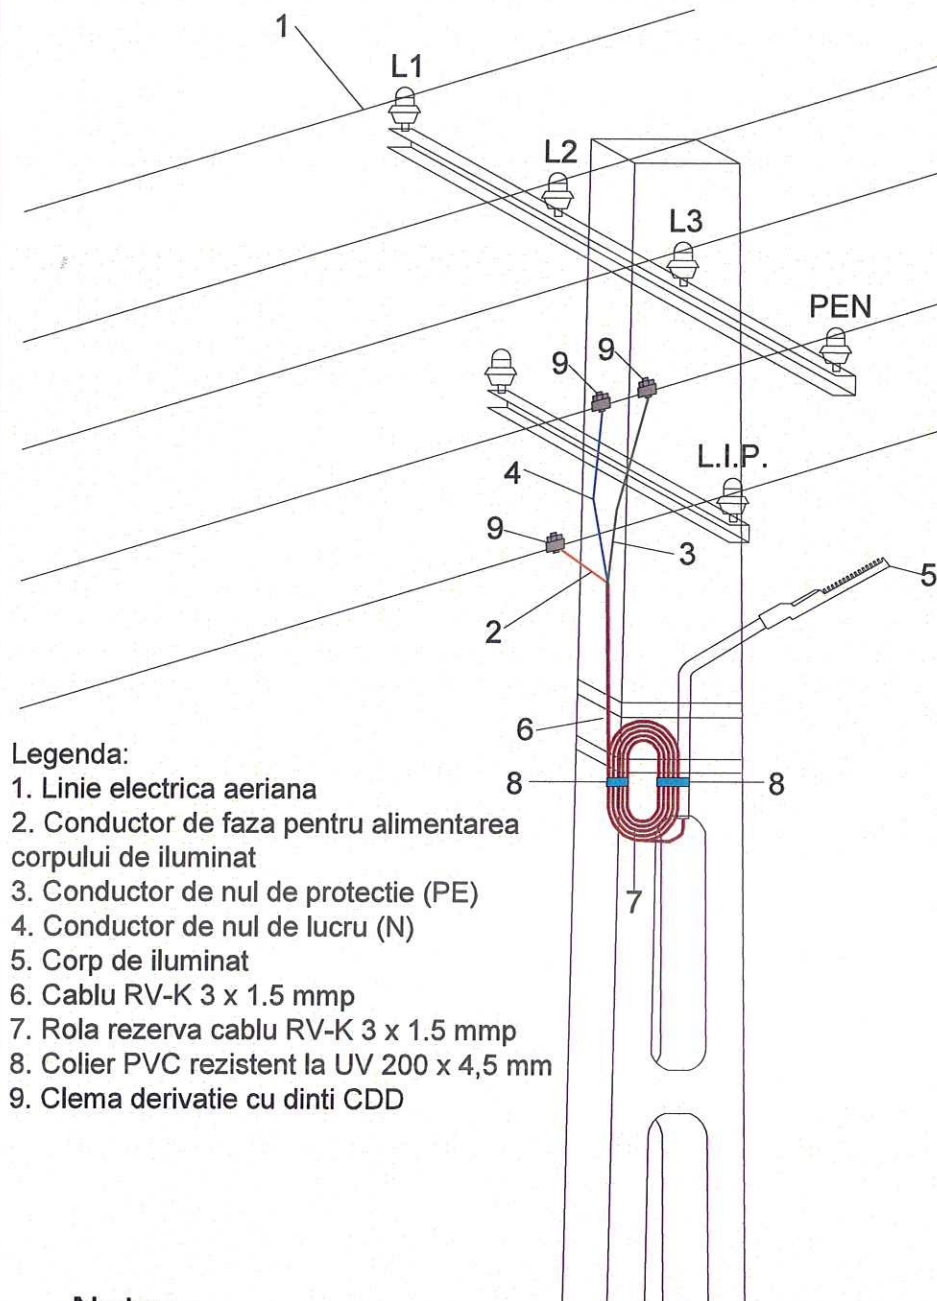 1
L1
L2
L3
PEN
9
9
L.I.P.
4
9
3
5
2
6
8
8
7
Legenda:
1. Linie electrica aeriana
2. Conductor de faza pentru alimentarea
corpului de iluminat
3. Conductor de nul de protectie (PE)
4. Conductor de nul de lucru (N)
5. Corp de iluminat
6. Cablu RV-K 3 x 1.5 mmp
7. Rola rezerva cablu RV-K 3 x 1.5 mmp
8. Colier PVC rezistent la UV 200 x 4,5 mm
9. Clema derivatie cu dinti CDD